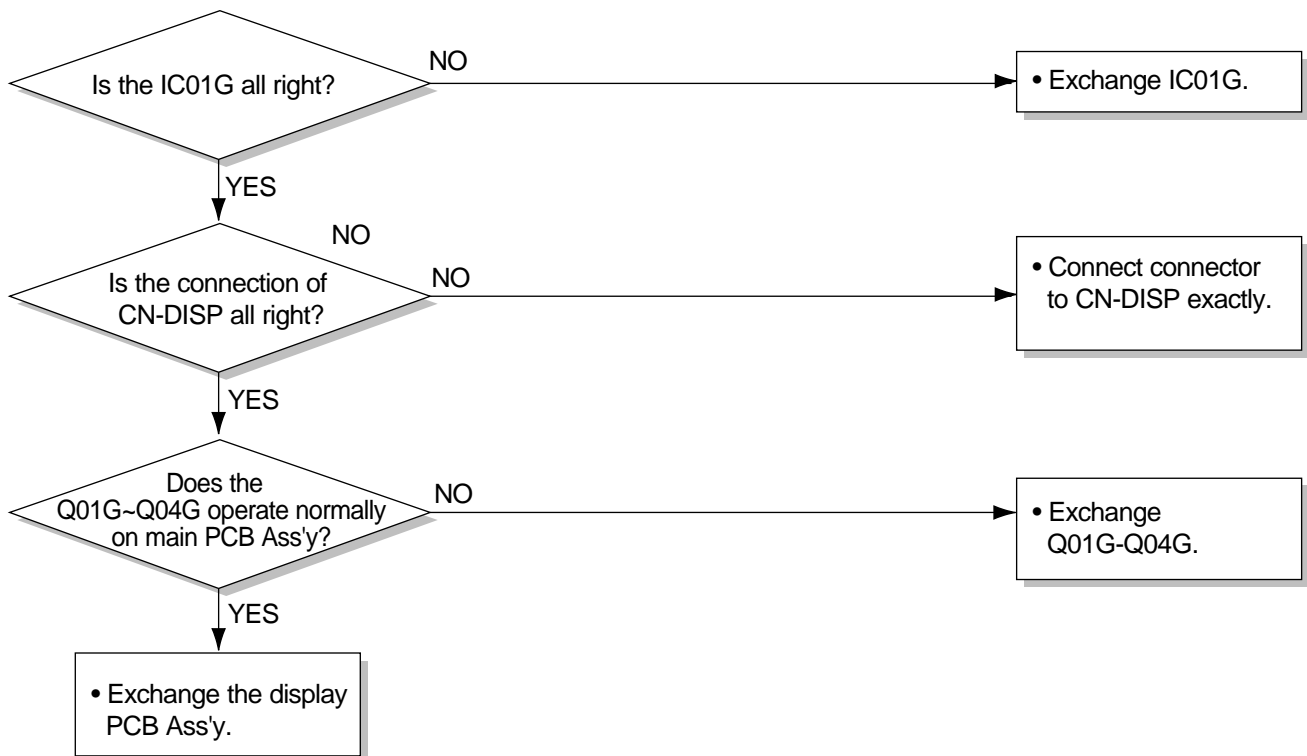 Is the IC01G all right?
NO
• Exchange IC01G.
YES
NO
Is the connection of
CN-DISP all right?
NO
• Connect connector
to CN-DISP exactly.
YES
Does the
Q01G~Q04G operate normally
on main PCB Ass'y?
NO
• Exchange
Q01G-Q04G.
YES
• Exchange the display
PCB Ass'y.